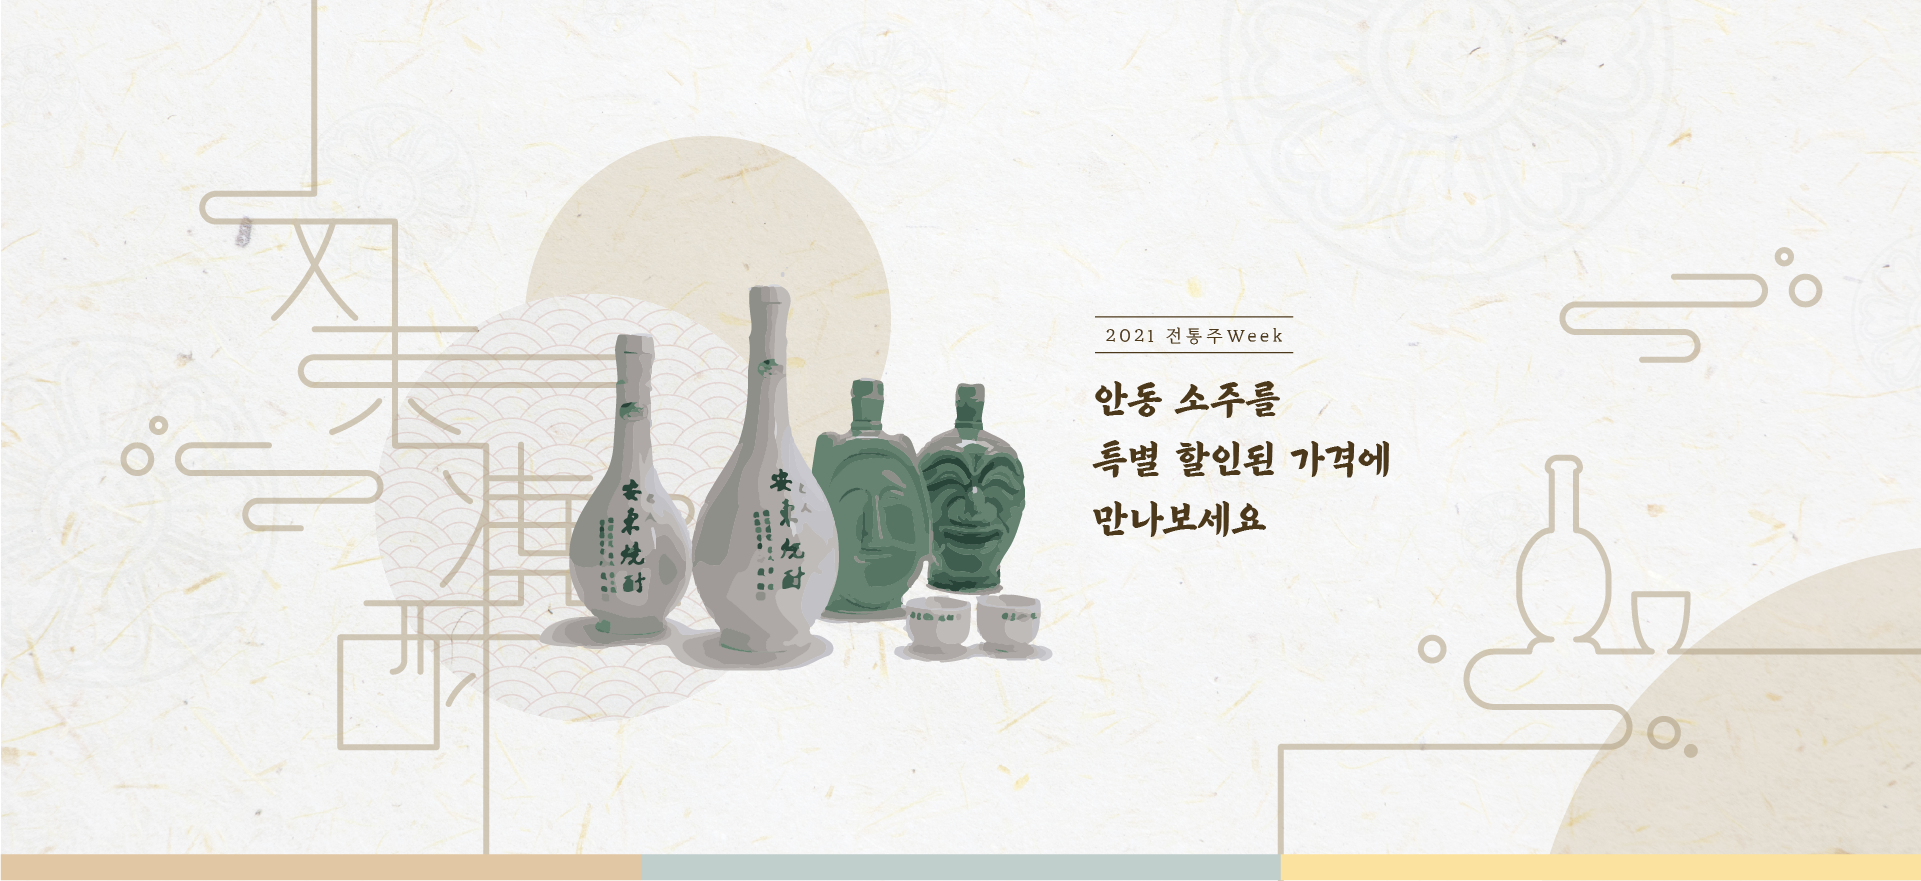 2021 전통주Week
안동 소주를
특별 할인된 가격에
만나보세요
安東燒酎
安東燒酎